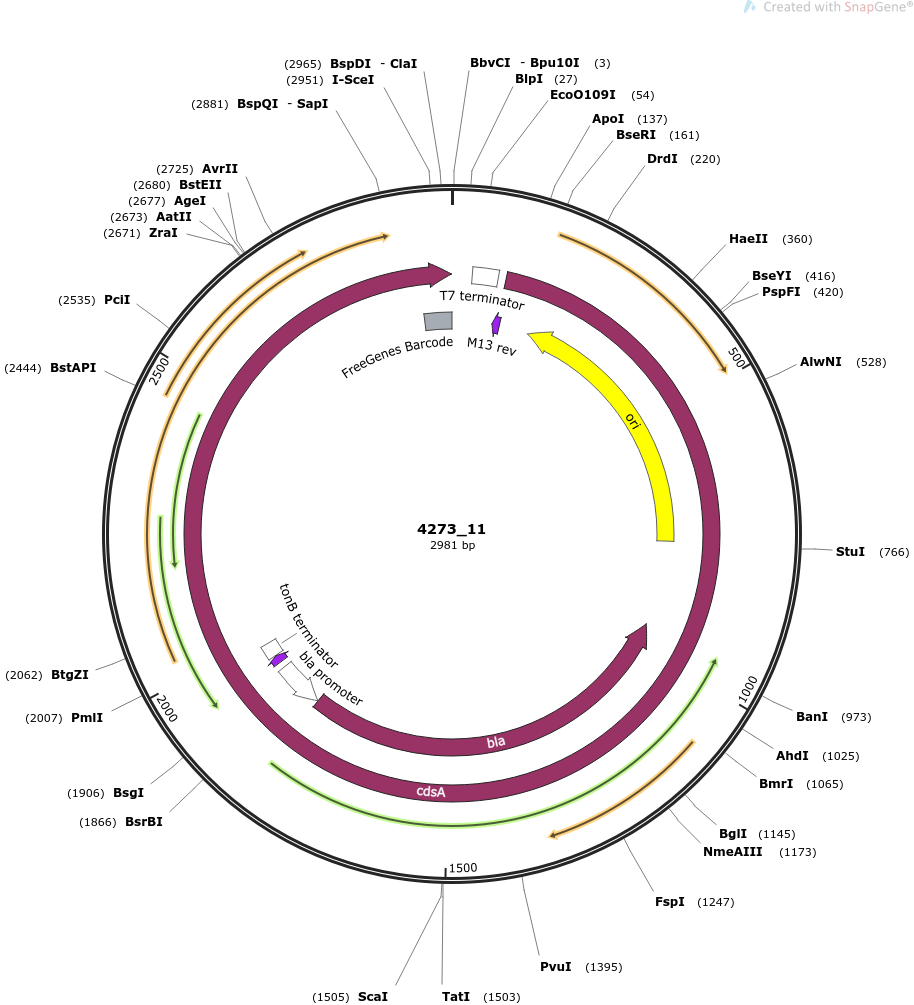 Created with SnapGene®
(2965) BspDI - ClaI
(2951) I-SceI
(2881) BspQI - SapI
BbvCI - Bpu10I (3)
BlpI (27)
EcoO109I (54)
ApoI (137)
BseRI (161)
DrdI (220)
(2725) AvrII
(2680) BstEII
(2677) AgeI
(2673) AatII
(2671) ZraI
HaeII (360)
BseYI (416)
PspFI (420)
(2535) PciI
(2444) BstAPI
AlwNI (528)
2500
500
T7 terminator
FreeGenes Barcode
M13 rev
ori
4273_11
2981 bp
StuI (766)
tonB terminator
bla promoter
bla
cdsA
(2062) BtgZI
(2007) PmlI
2000
1000
BanI (973)
AhdI (1025)
BmrI (1065)
(1906) BsgI
(1866) BsrBI
BglI (1145)
NmeAIII (1173)
1500
FspI (1247)
PvuI (1395)
(1505) ScaI
TatI (1503)